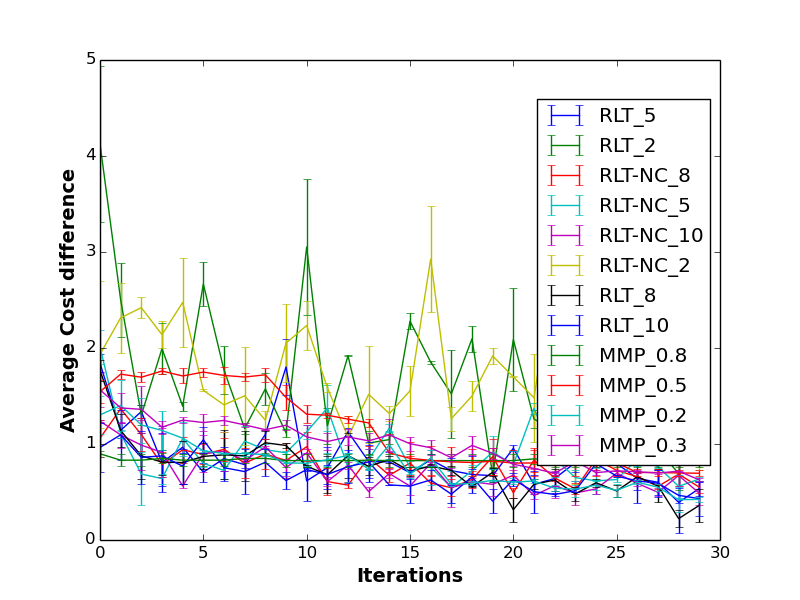 5
4
3
2
1
0
0
5
10
15
20
25
30
Average Cost difference
Iterations
RLT_5
RLT_2
RLT-NC_8
RLT-NC_5
RLT-NC_10
RLT-NC_2
RLT_8
RLT_10
MMP_0.8
MMP_0.5
MMP_0.2
MMP_0.3